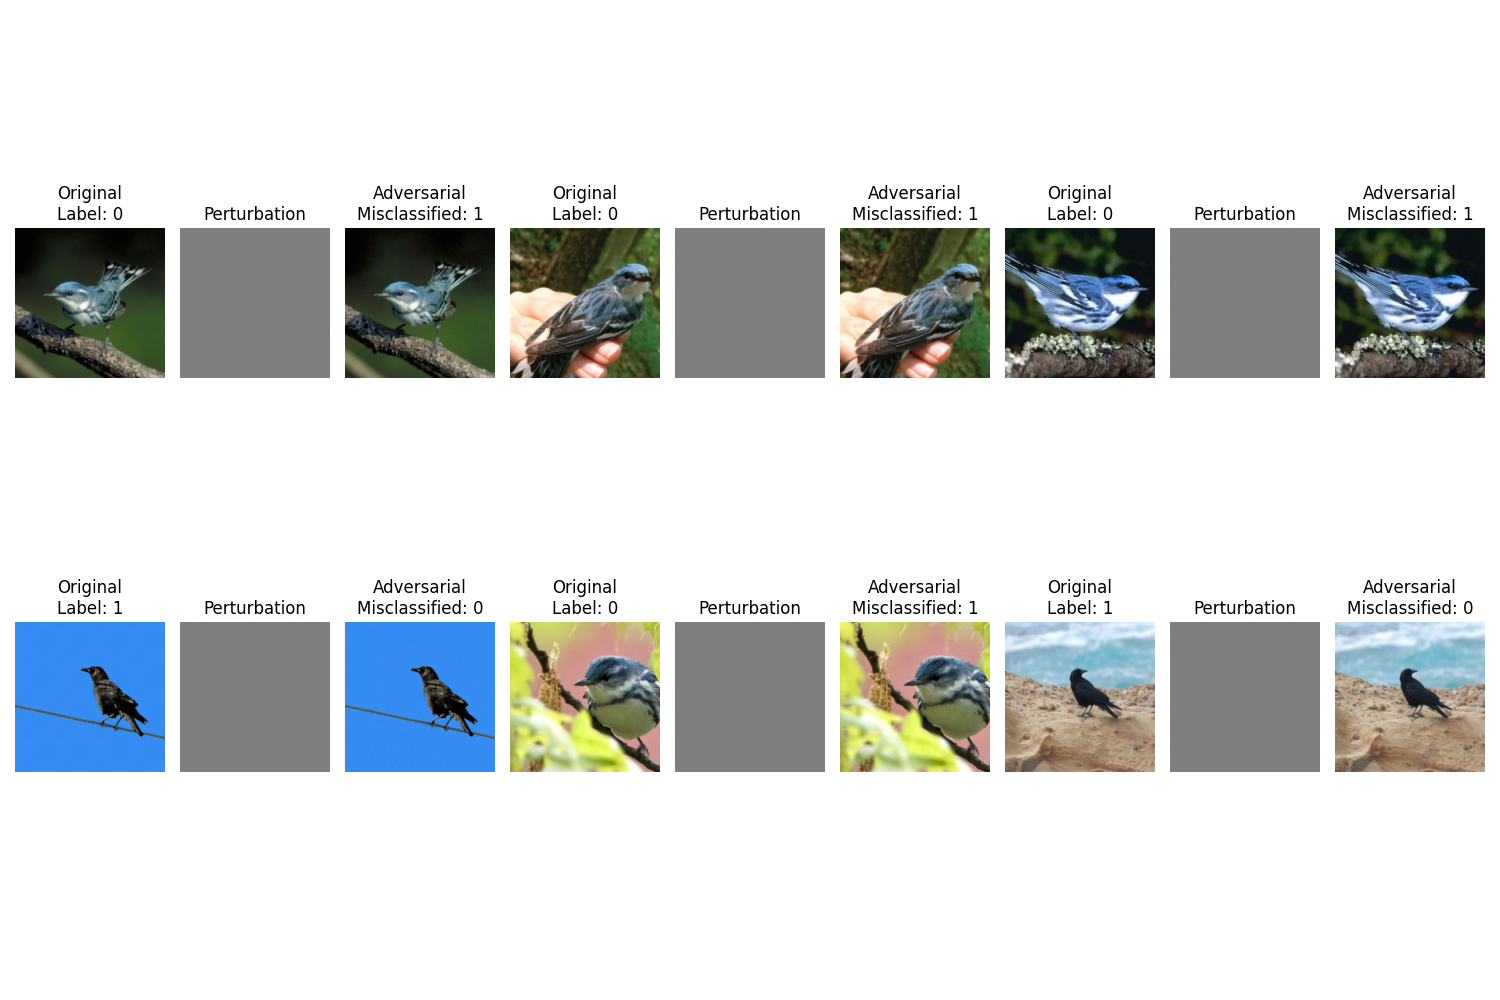 Original
Label: 0
Perturbation
Adversarial
Misclassified: 1
Original
Label: 0
Perturbation
Adversarial
Misclassified: 1
Original
Label: 0
Perturbation
Adversarial
Misclassified: 1
Original
Label: 1
Perturbation
Adversarial
Misclassified: 0
Original
Label: 0
Perturbation
Adversarial
Misclassified: 1
Original
Label: 1
Perturbation
Adversarial
Misclassified: 0